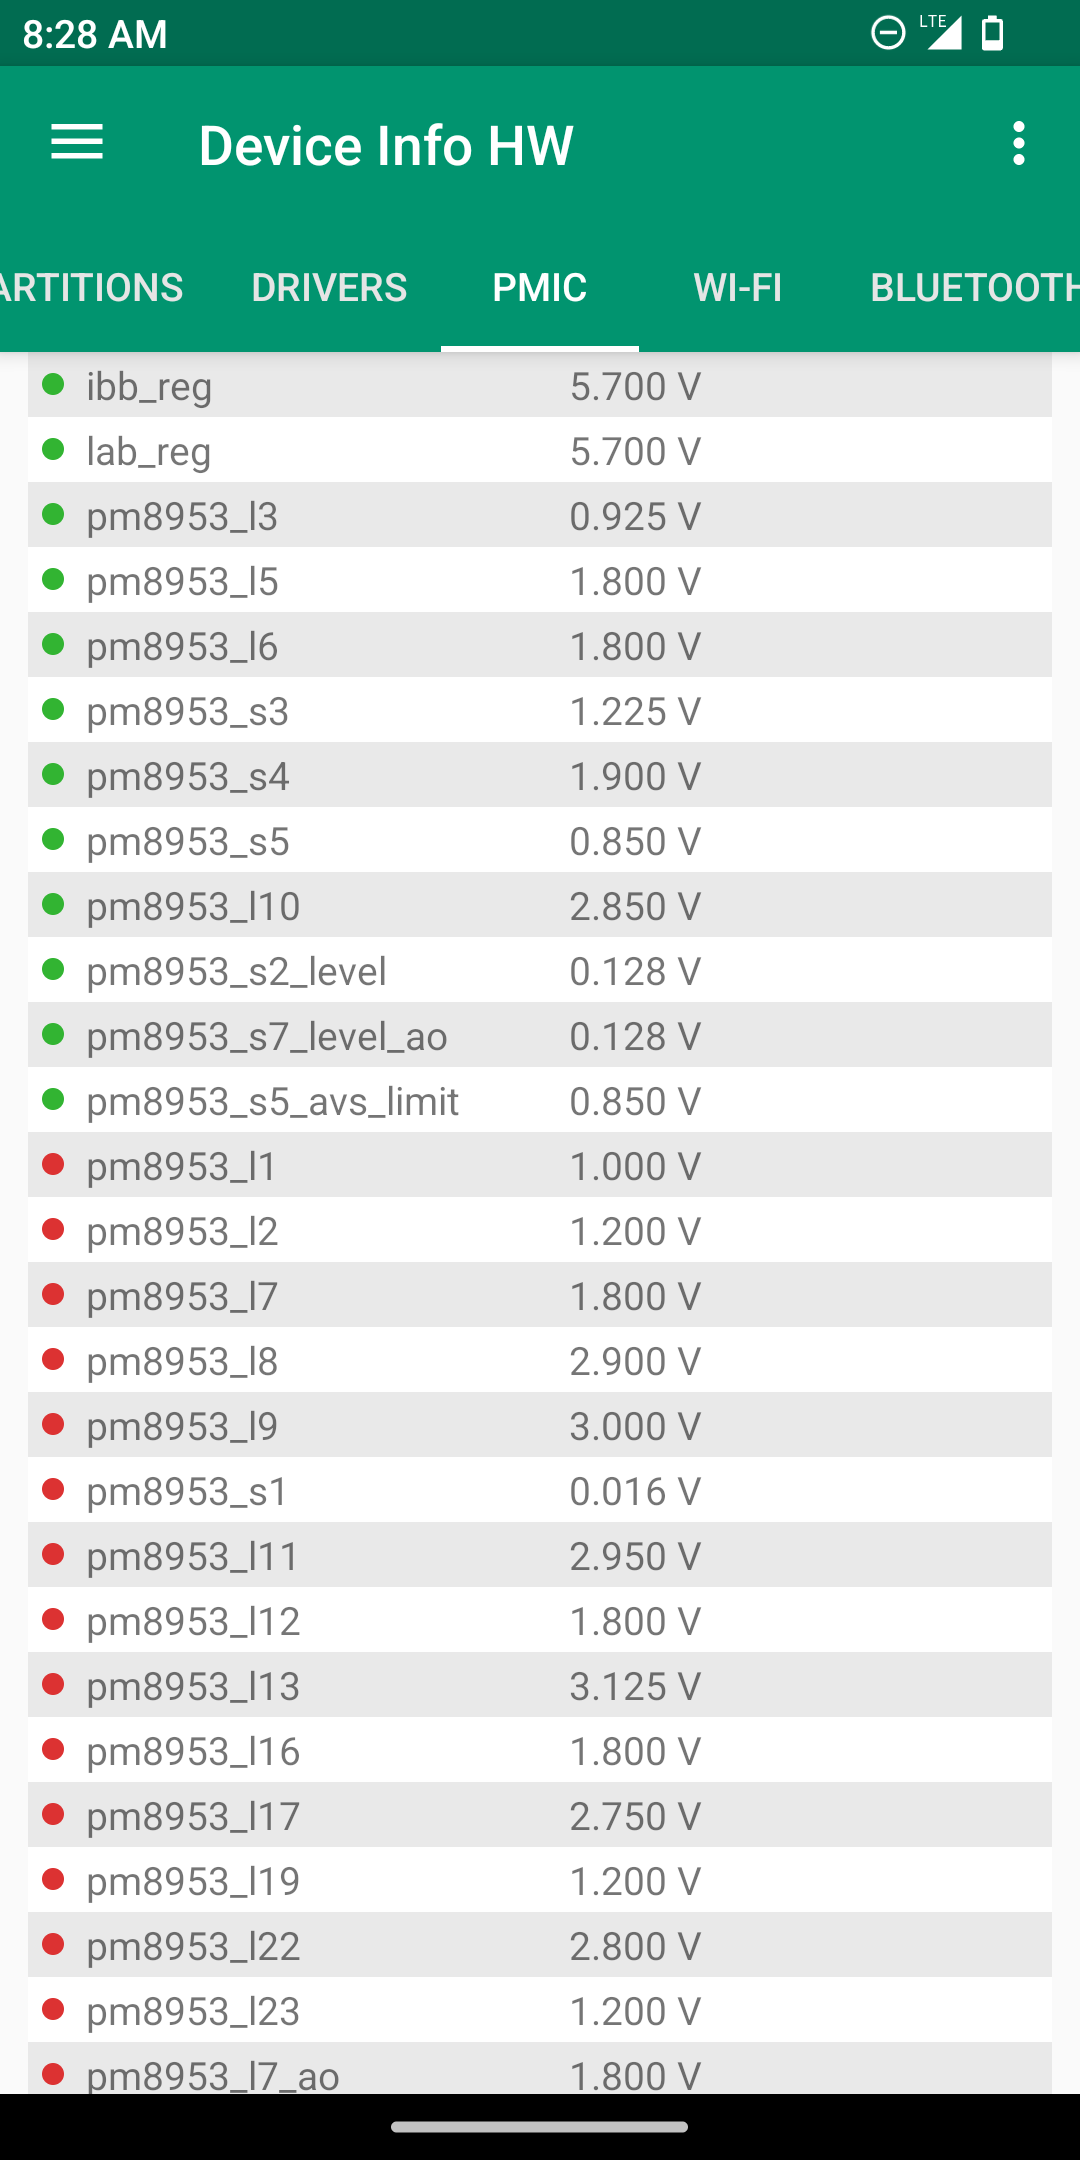 8:28 AM LTE
Device Info HW
ARTITIONS DRIVERS PMIC WI-FI BLUETOOTH
ibb_reg 5.700 V
lab_reg 5.700 V
pm8953_l3 0.925 V
pm8953_l5 1.800 V
pm8953_l6 1.800 V
pm8953_s3 1.225 V
pm8953_s4 1.900 V
pm8953_s5 0.850 V
pm8953_l10 2.850 V
pm8953_s2_level 0.128 V
pm8953_s7_level_ao 0.128 V
pm8953_s5_avs_limit 0.850 V
pm8953_l1 1.000 V
pm8953_l2 1.200 V
pm8953_l7 1.800 V
pm8953_l8 2.900 V
pm8953_l9 3.000 V
pm8953_s1 0.016 V
pm8953_l11 2.950 V
pm8953_l12 1.800 V
pm8953_l13 3.125 V
pm8953_l16 1.800 V
pm8953_l17 2.750 V
pm8953_l19 1.200 V
pm8953_l22 2.800 V
pm8953_l23 1.200 V
pm8953_l7_ao 1.800 V